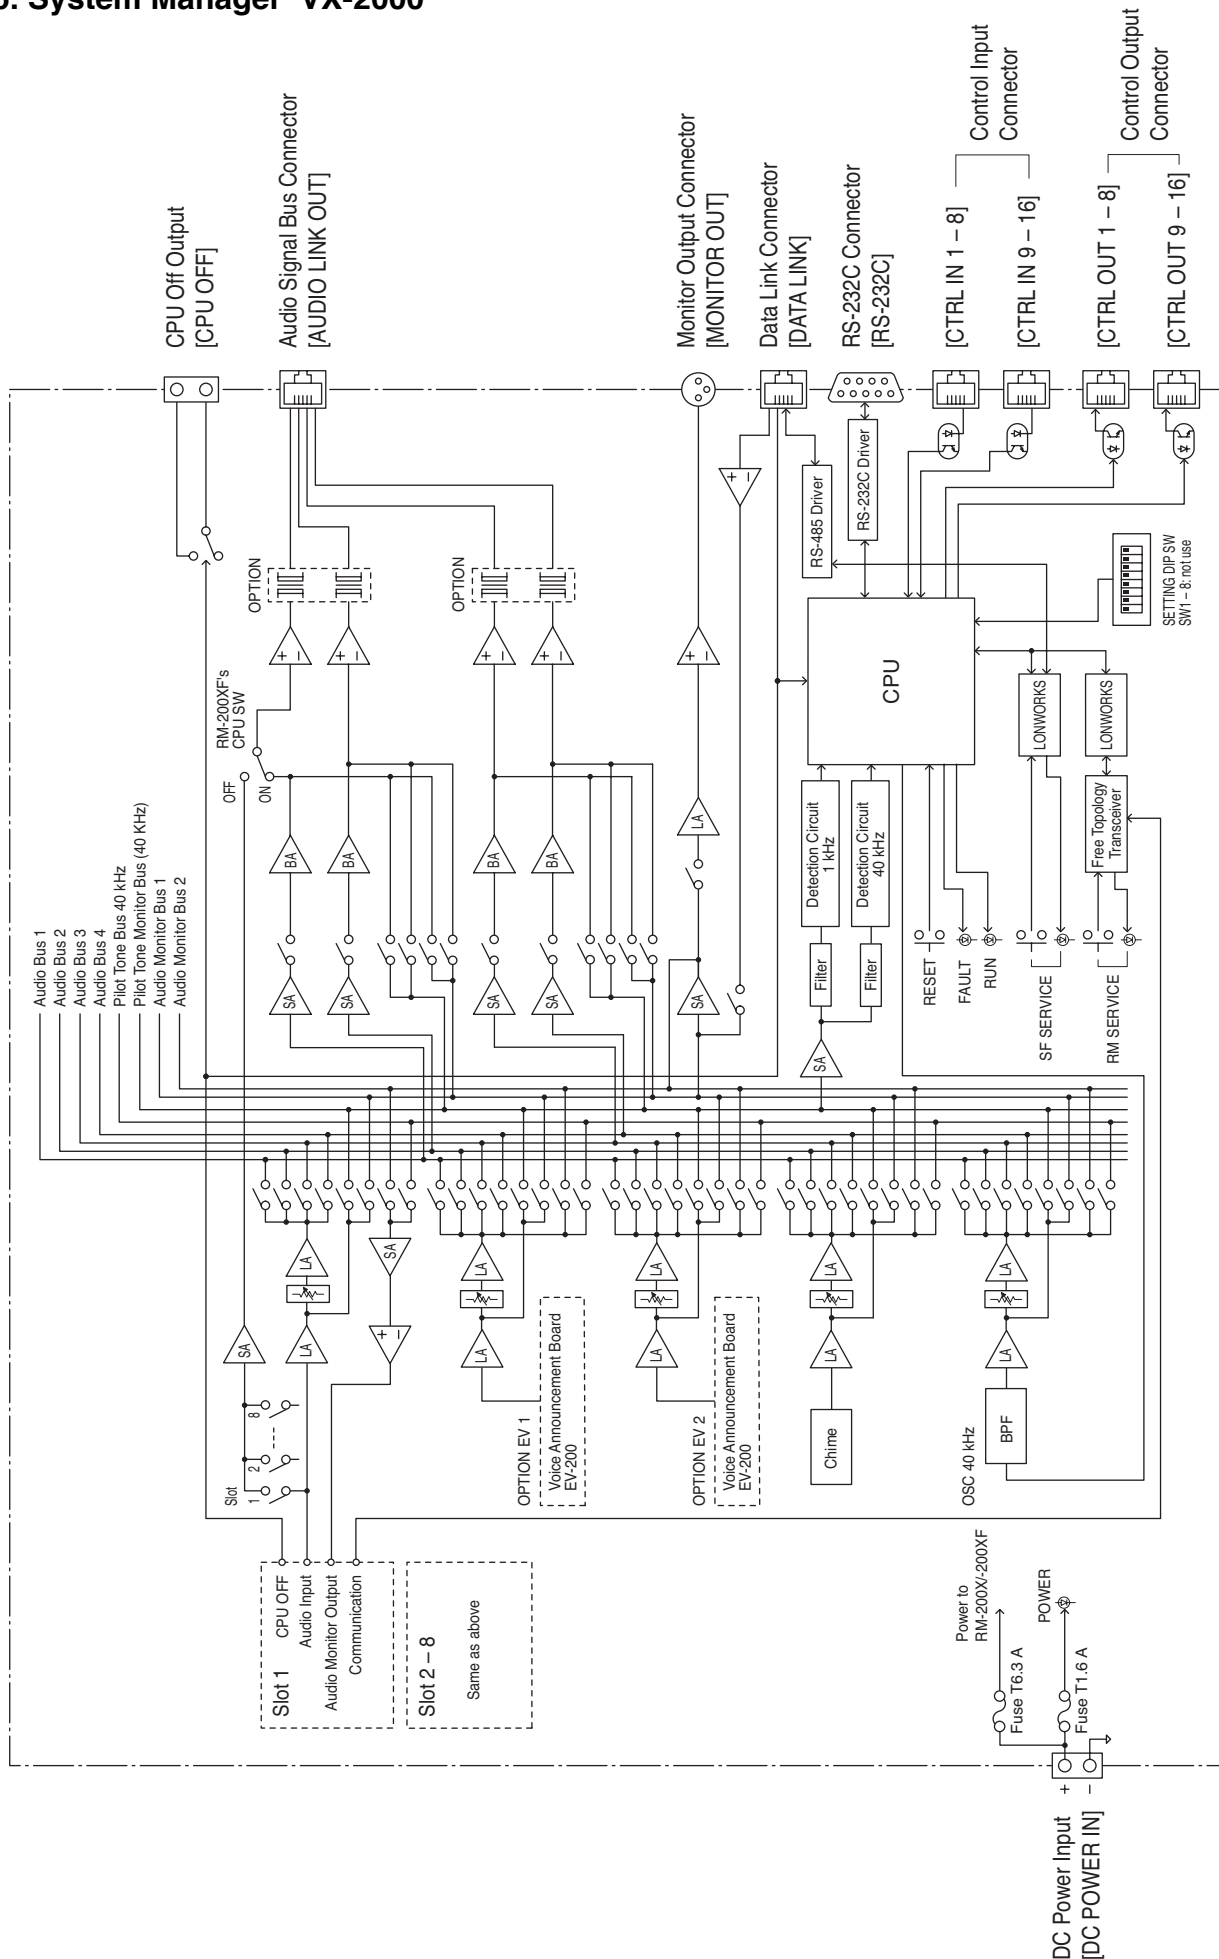 System Manager VX-2000
CPU Off Output
[CPU OFF]
Audio Signal Bus Connector
[AUDIO LINK OUT]
Monitor Output Connector
[MONITOR OUT]
Data Link Connector
[DATA LINK]
RS-232C Connector
[RS-232C]
[CTRL IN 1 – 8]
[CTRL IN 9 – 16]
Control Input
Connector
[CTRL OUT 1 – 8]
[CTRL OUT 9 – 16]
Control Output
Connector
OPTION
+
−
+
−
OPTION
+
−
+
−
+
−
+
−
RS-485 Driver
RS-232C Driver
SETTING DIP SW
SW1 – 8: not use
RM-200XF's
CPU SW
OFF
ON
BA
BA
BA
BA
LA
CPU
LONWORKS
LONWORKS
Detection Circuit
1 kHz
Detection Circuit
40 kHz
Free Topology
Transceiver
Audio Bus 1
Audio Bus 2
Audio Bus 3
Audio Bus 4
Pilot Tone Bus 40 kHz
Pilot Tone Monitor Bus (40 KHz)
Audio Monitor Bus 1
Audio Monitor Bus 2
SA
SA
SA
SA
SA
Filter
Filter
SA
RESET
FAULT
RUN
SF SERVICE
RM SERVICE
SA
LA
LA
SA
+
−
LA
LA
LA
LA
LA
LA
LA
LA
Slot
1
2
8
OPTION EV 1
Voice Announcement Board
EV-200
OPTION EV 2
Voice Announcement Board
EV-200
Chime
OSC 40 kHz
BPF
Slot 1
CPU OFF
Audio Input
Audio Monitor Output
Communication
Slot 2 – 8
Same as above
Power to
RM-200X/-200XF
POWER
Fuse T6.3 A
Fuse T1.6 A
+
−
DC Power Input
[DC POWER IN]